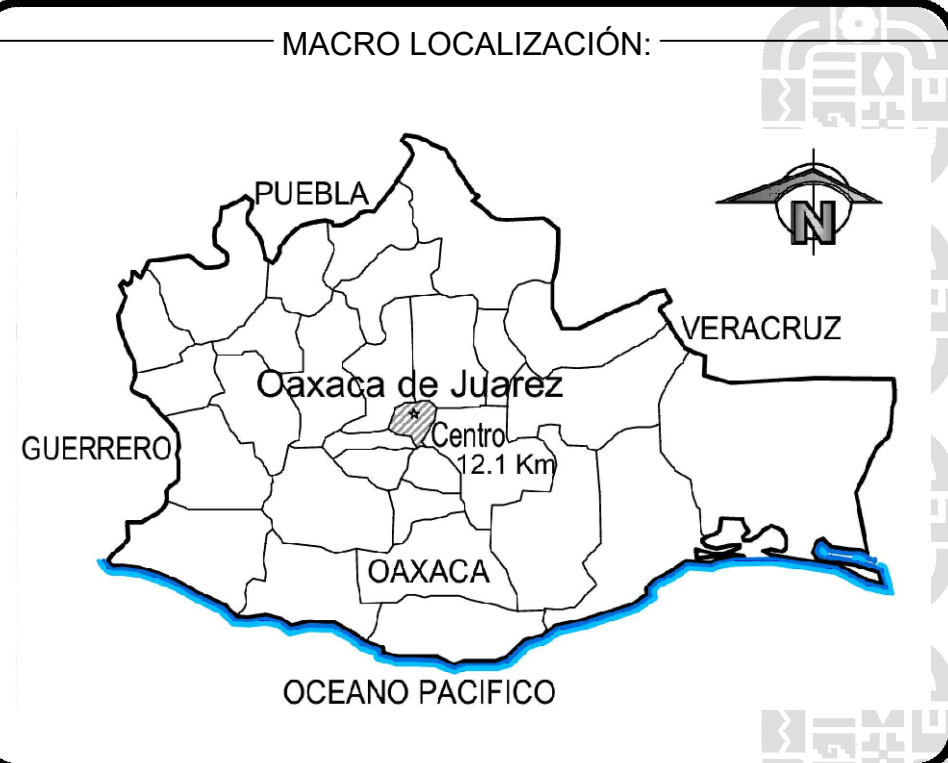 MACRO LOCALIZACIÓN:
PUEBLA
N
VERACRUZ
Oaxaca de Juarez
Centro
GUERRERO
12.1 Km
OAXACA
OCEANO PACIFICO